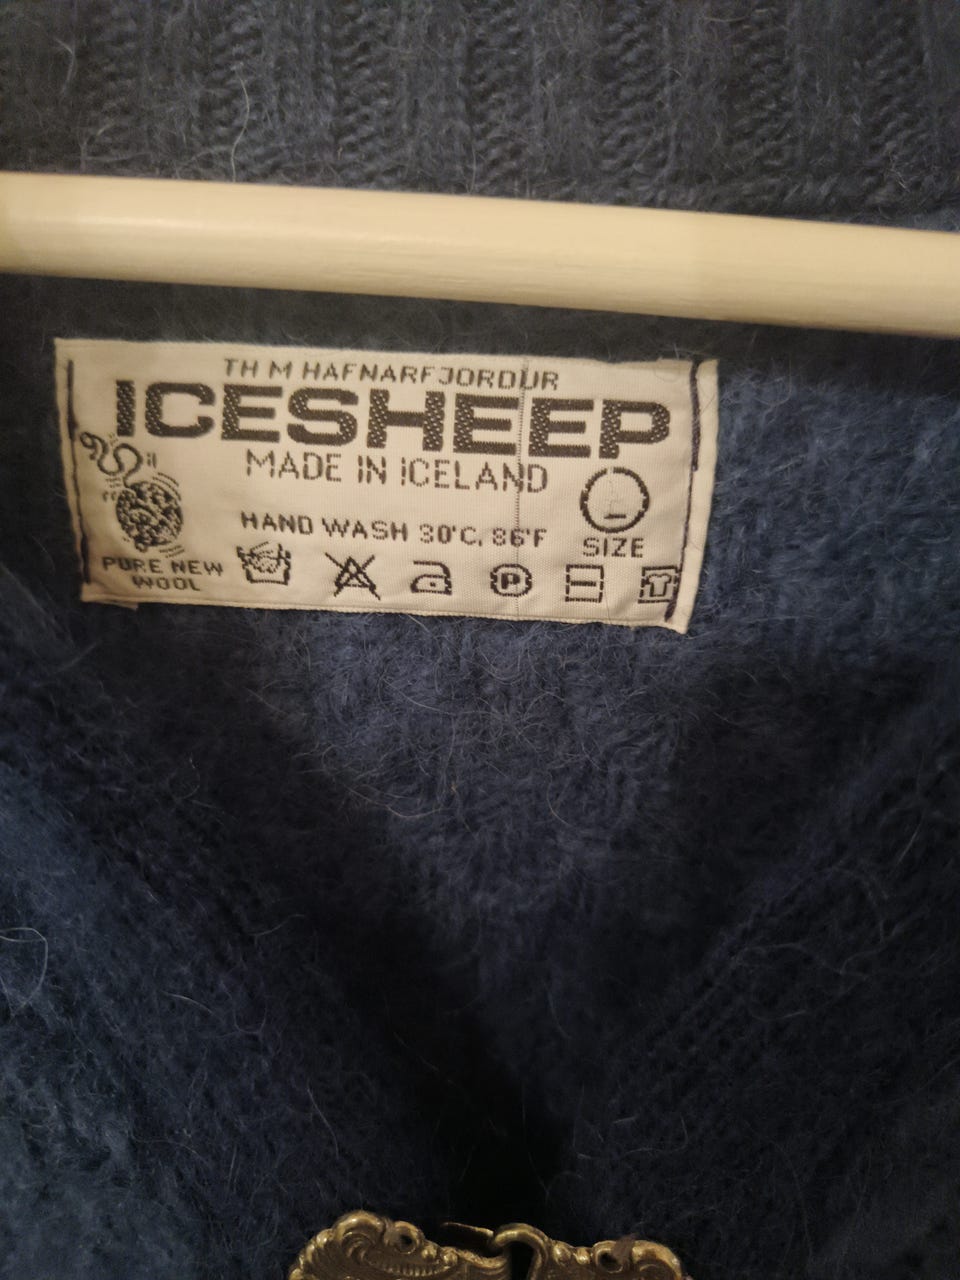 TH M HAFNARFJORDUR
ICESHEEP
MADE IN ICELAND
HAND WASH 30°C, 86°F
SIZE
PURE NEW
WOOL
P